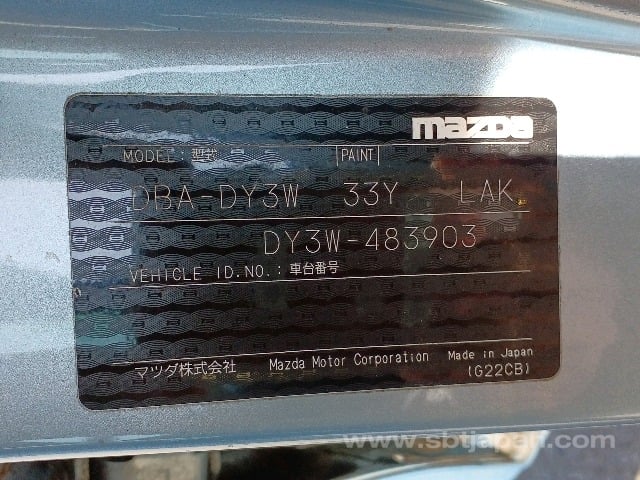 mazda
MODEL : 型式 PAINT
DBA-DY3W 33Y LAK
DY3W-483903
VEHICLE ID.NO. : 車台番号
マツダ株式会社 Mazda Motor Corporation Made in Japan
(G22CB)
www.sbtjapan.com